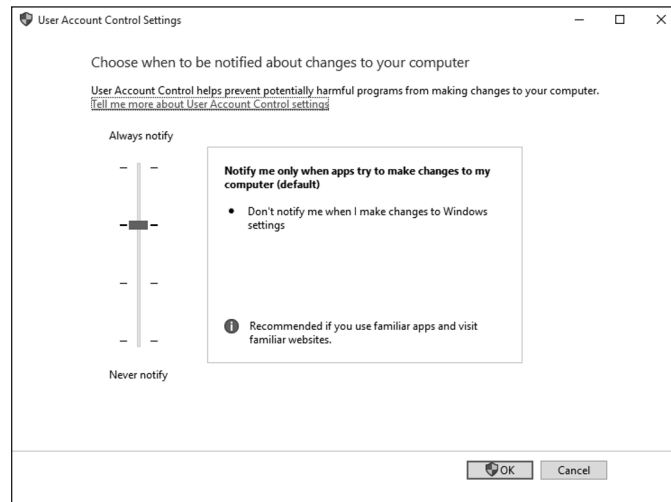 User Account Control Settings
Choose when to be notified about changes to your computer
User Account Control helps prevent potentially harmful programs from making changes to your computer.
Tell me more about User Account Control settings
Always notify
Notify me only when apps try to make changes to my
computer (default)
• Don't notify me when I make changes to Windows
settings
Recommended if you use familiar apps and visit
familiar websites.
Never notify
OK
Cancel